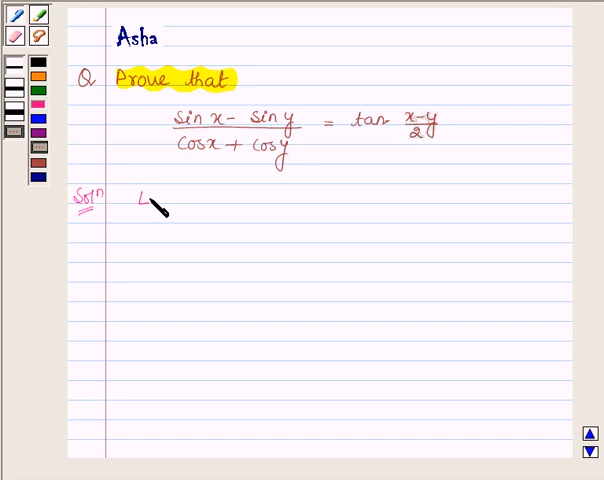 Asha
Q Prove that
sin x - sin y / cos x + cos y = tan x-y / 2
Solⁿ L